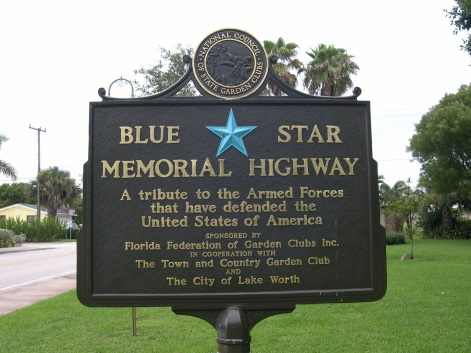 NATIONAL COUNCIL
OF STATE GARDEN CLUBS
BLUE STAR
MEMORIAL HIGHWAY
A tribute to the Armed Forces
that have defended the
United States of America
SPONSORED BY
Florida Federation of Garden Clubs Inc.
IN COOPERATION WITH
The Town and Country Garden Club
AND
The City of Lake Worth